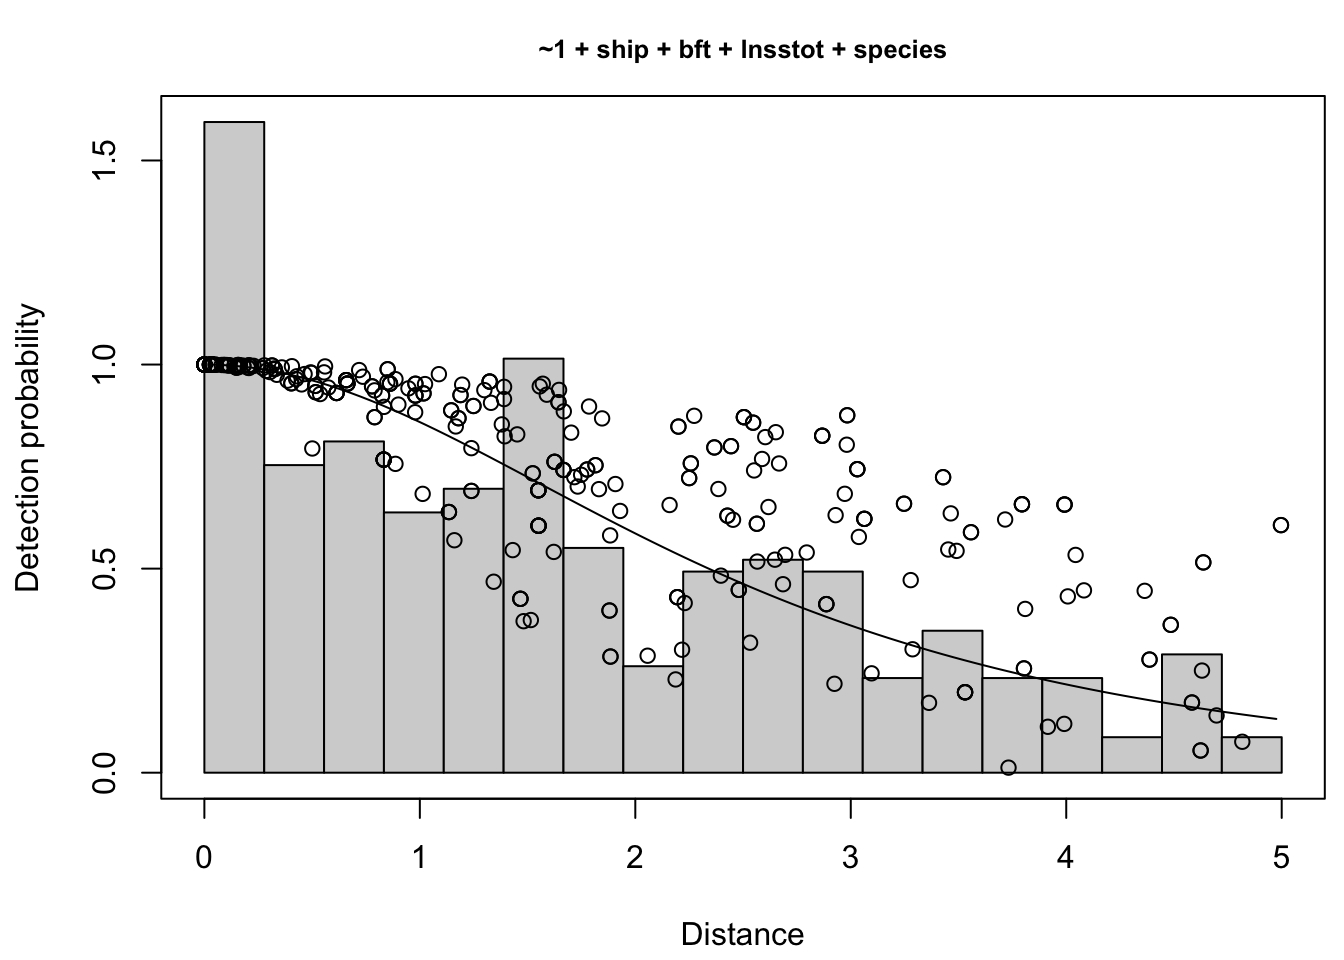 ~1 + ship + bft + lnsstot + species
Detection probability
1.5
1.0
0.5
0.0
0 1 2 3 4 5
Distance